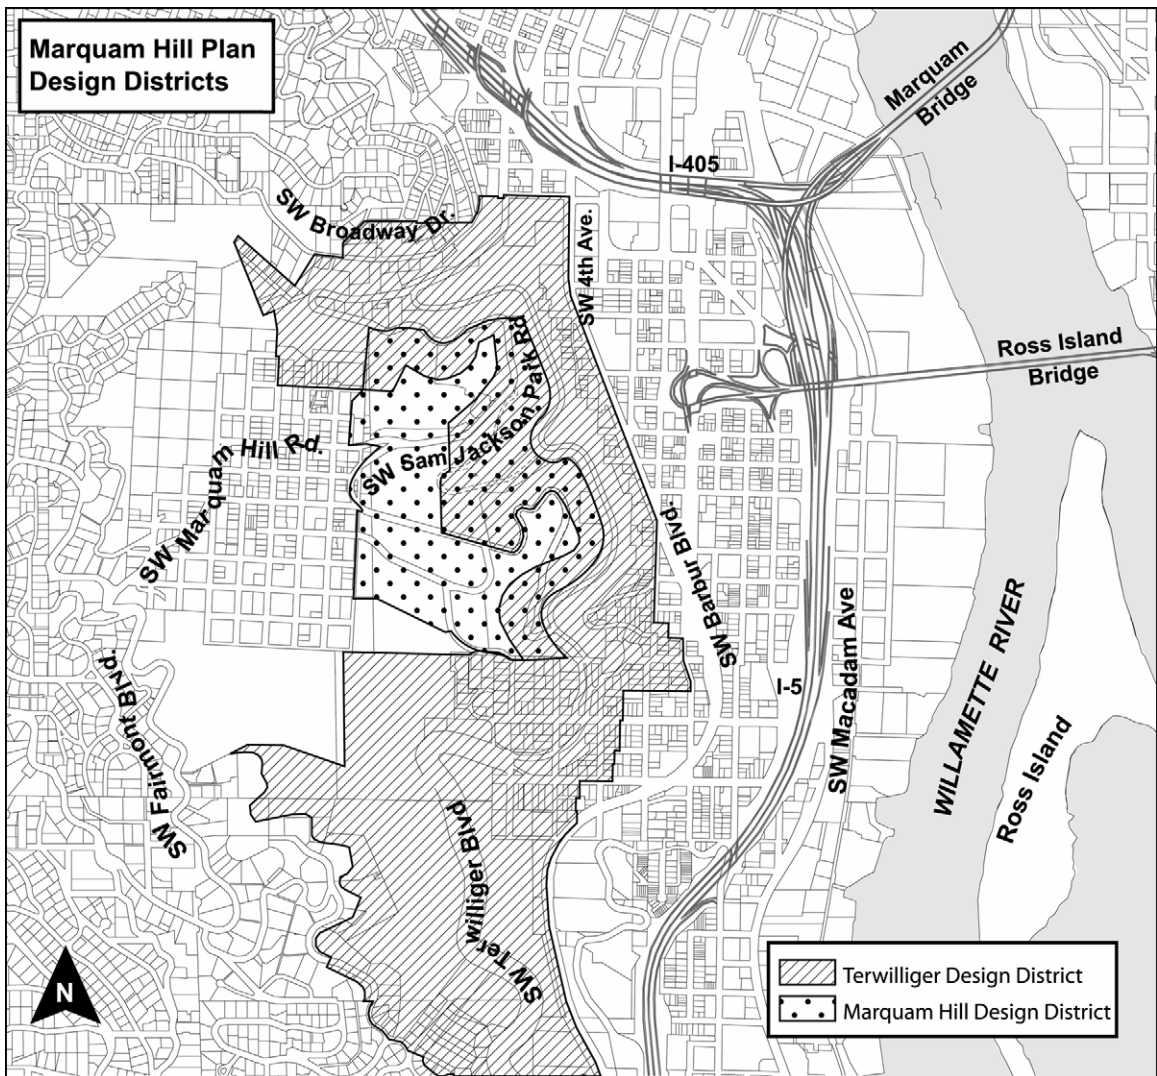 Marquam Hill Plan
Design Districts
Marquam
Bridge
I-405
SW Broadway Dr.
SW 4th Ave.
Ross Island
Bridge
SW Sam Jackson Park Rd
SW Marquam Hill Rd.
SW Barbur Blvd.
SW Macadam Ave
I-5
WILLAMETTE RIVER
Ross Island
SW Fairmont Blvd.
SW Terwilliger Blvd
N
Terwilliger Design District
Marquam Hill Design District